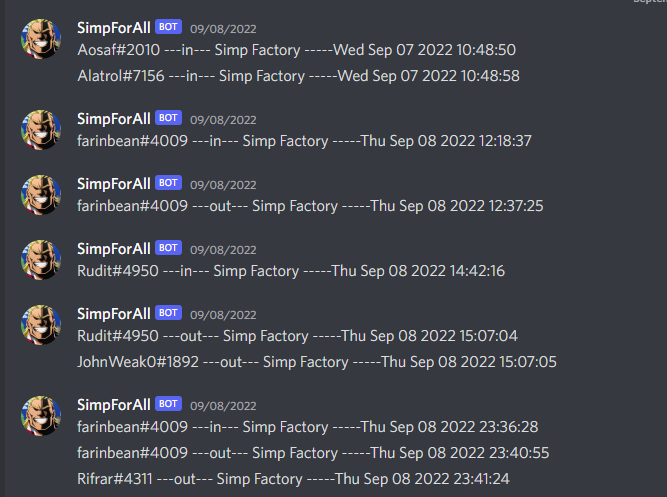 SimpForAll BOT 09/08/2022
Aosaf#2010 ---in--- Simp Factory -----Wed Sep 07 2022 10:48:50
Alatrol#7156 ---in--- Simp Factory -----Wed Sep 07 2022 10:48:58
SimpForAll BOT 09/08/2022
farinbean#4009 ---in--- Simp Factory -----Thu Sep 08 2022 12:18:37
SimpForAll BOT 09/08/2022
farinbean#4009 ---out--- Simp Factory -----Thu Sep 08 2022 12:37:25
SimpForAll BOT 09/08/2022
Rudit#4950 ---in--- Simp Factory -----Thu Sep 08 2022 14:42:16
SimpForAll BOT 09/08/2022
Rudit#4950 ---out--- Simp Factory -----Thu Sep 08 2022 15:07:04
JohnWeak0#1892 ---out--- Simp Factory -----Thu Sep 08 2022 15:07:05
SimpForAll BOT 09/08/2022
farinbean#4009 ---in--- Simp Factory -----Thu Sep 08 2022 23:36:28
farinbean#4009 ---out--- Simp Factory -----Thu Sep 08 2022 23:40:55
Rifrar#4311 ---out--- Simp Factory -----Thu Sep 08 2022 23:41:24